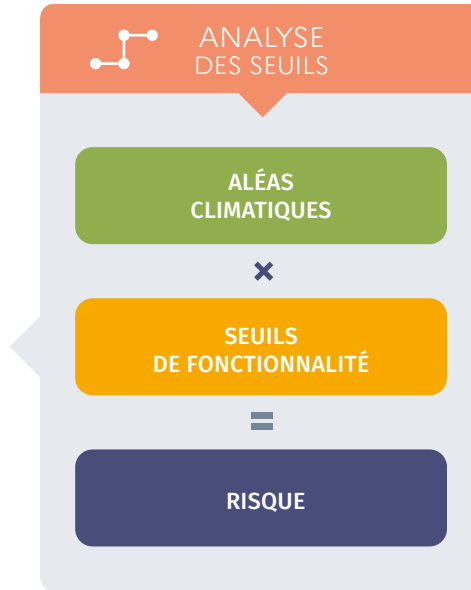 ANALYSE
DES SEUILS
ALÉAS
CLIMATIQUES
×
SEUILS
DE FONCTIONNALITÉ
=
RISQUE